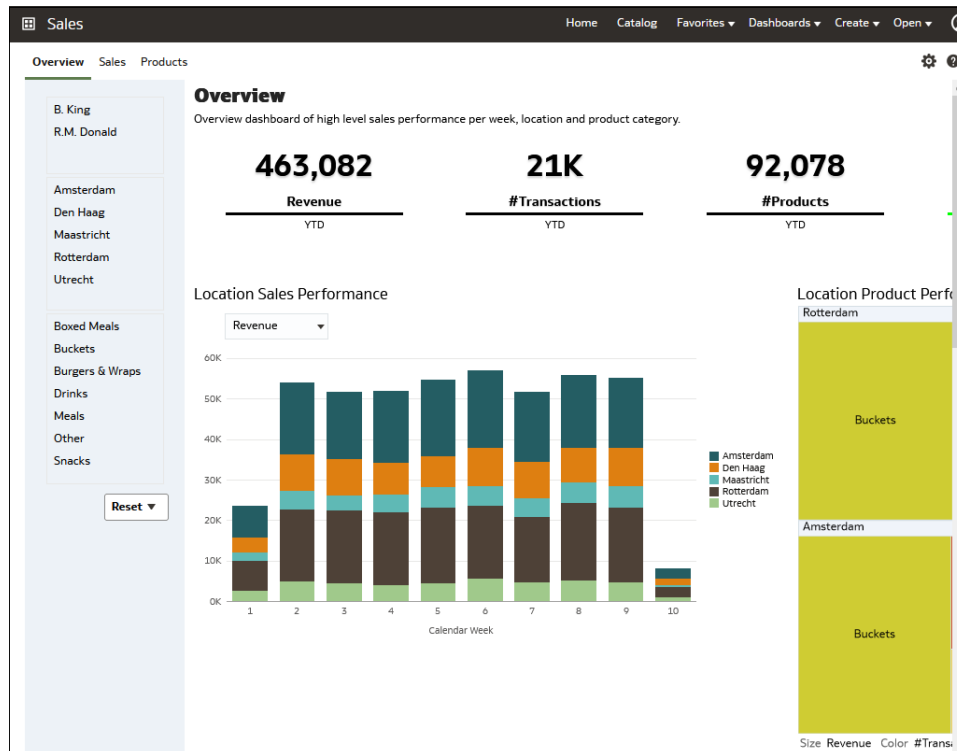 Sales
Home Catalog Favorites Dashboards Create Open
Overview Sales Products
B. King
R.M. Donald
Amsterdam
Den Haag
Maastricht
Rotterdam
Utrecht
Boxed Meals
Buckets
Burgers & Wraps
Drinks
Meals
Other
Snacks
Reset
Overview
Overview dashboard of high level sales performance per week, location and product category.
463,082
Revenue
YTD
21K
#Transactions
YTD
92,078
#Products
YTD
Location Sales Performance
Revenue
60K
50K
40K
30K
20K
10K
0K
1 2 3 4 5 6 7 8 9 10
Calendar Week
Amsterdam
Den Haag
Maastricht
Rotterdam
Utrecht
Location Product Perfo
Rotterdam
Buckets
Amsterdam
Buckets
Size Revenue Color #Transa